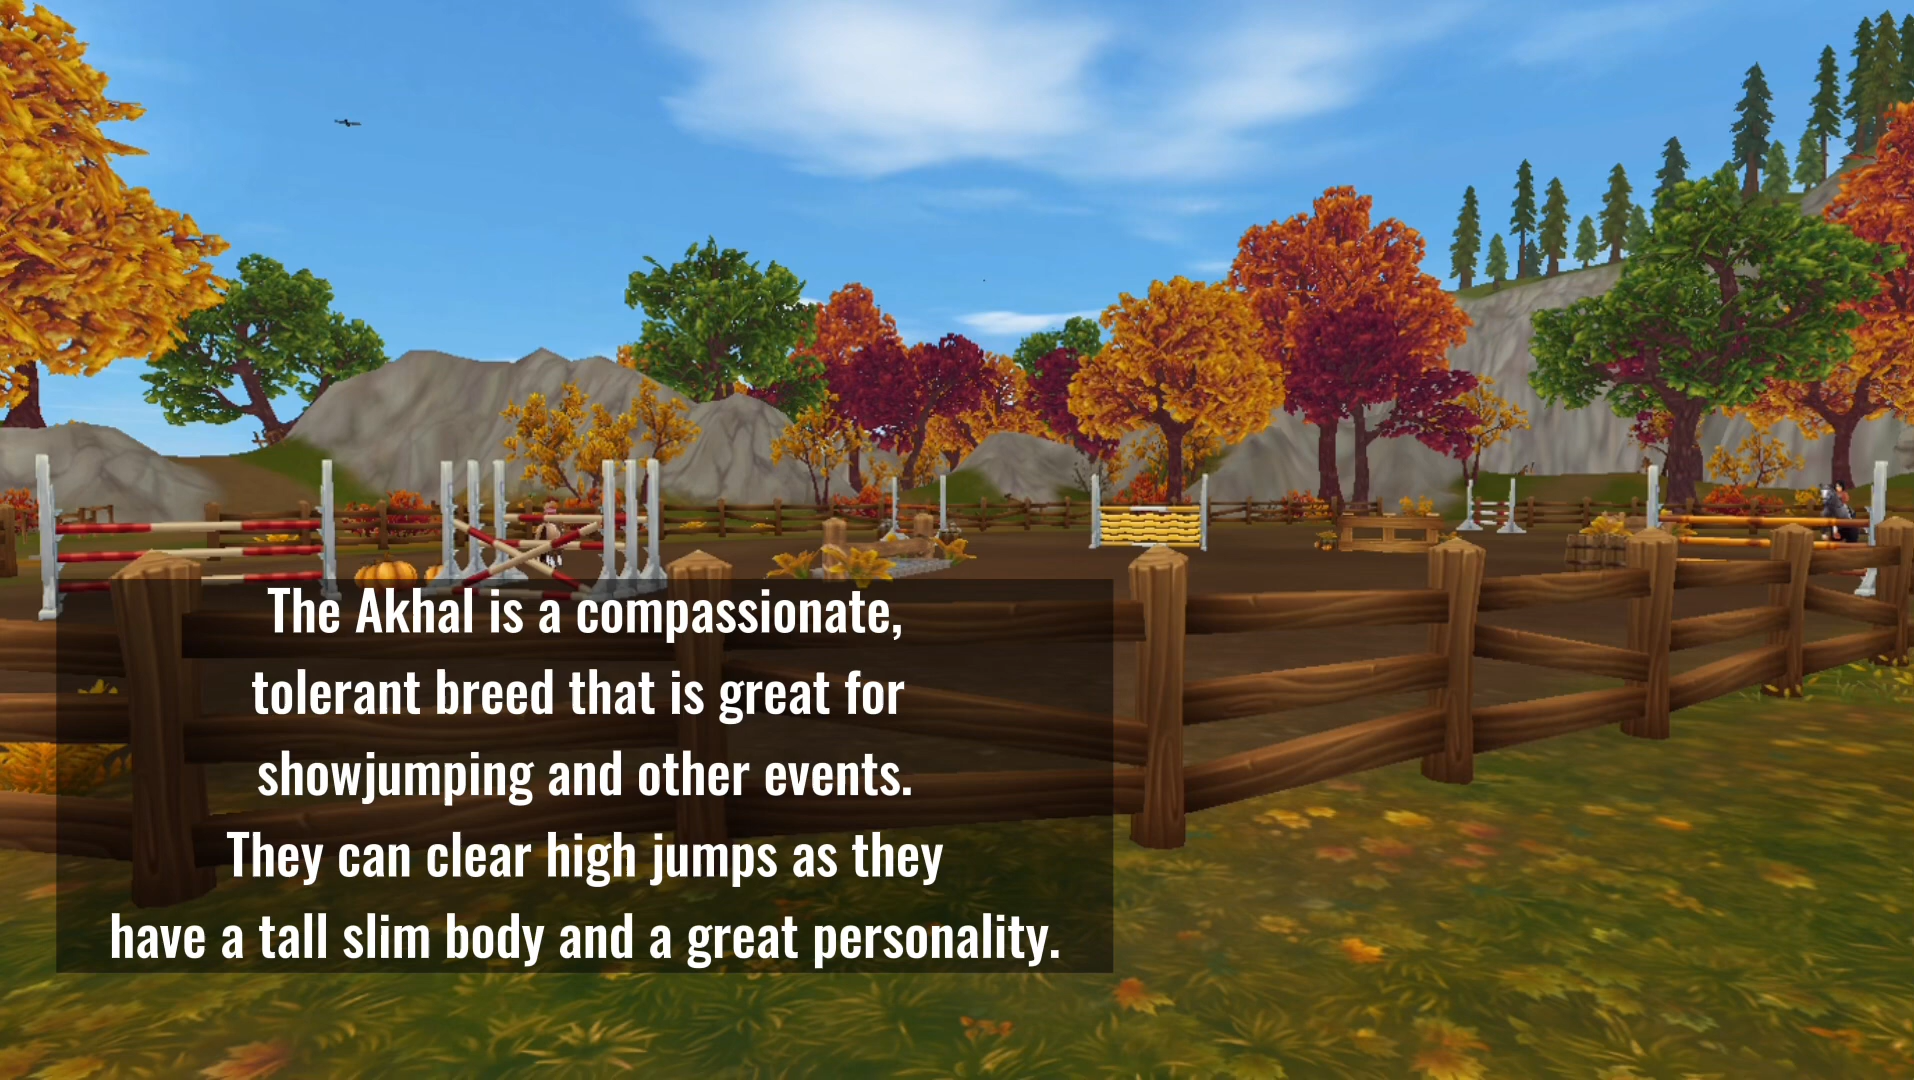 The Akhal is a compassionate,
tolerant breed that is great for
showjumping and other events.
They can clear high jumps as they
have a tall slim body and a great personality.